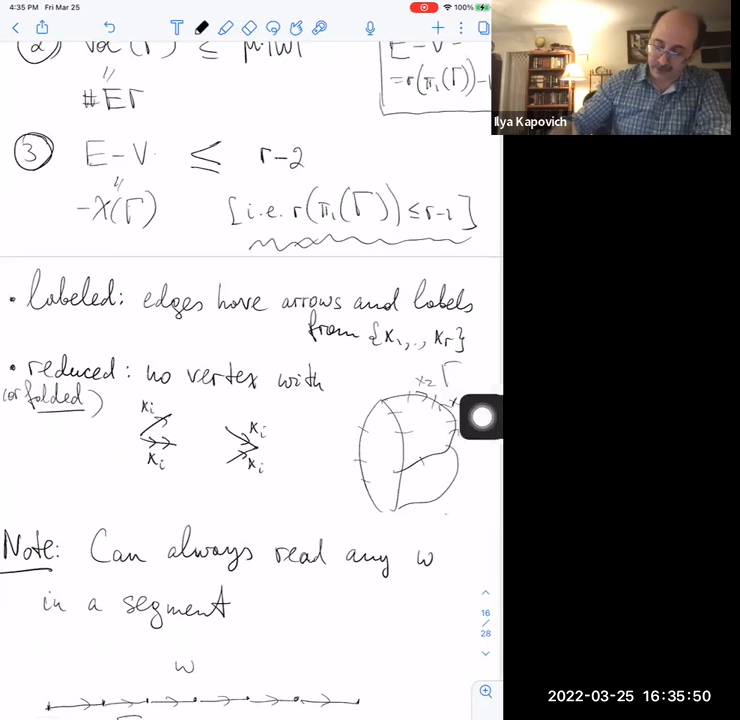 4:35 PM Fri Mar 25
100%
② vol(Γ) ≤ μ·|w|
=
#EΓ
E - V =
= r(π₁(Γ)) -
③ E - V ≤ r - 2
=
-χ(Γ) [i.e. r(π₁(Γ)) ≤ r-1]
Ilya Kapovich
• Labeled: edges have arrows and labels
from {x₁, .., xr}
• reduced: no vertex with
(or folded)
xi
xi
xi
xi
x₂
Γ
Note: Can always read any w
in a segment
w
16
/
28
2022-03-25 16:35:50